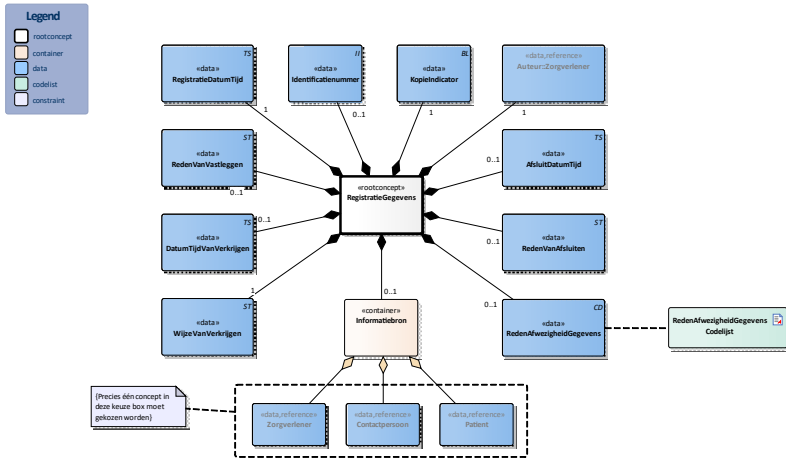 Legend
rootconcept
container
data
codelist
constraint
TS
«data»
RegistratieDatumTijd
1
II
«data»
Identificatienummer
0..1
BL
«data»
KopieIndicator
1
«data,reference»
Auteur::Zorgverlener
1
ST
«data»
RedenVanVastleggen
0..1
TS
«data»
AfsluitDatumTijd
0..1
«rootconcept»
RegistratieGegevens
TS
«data»
DatumTijdVanVerkrijgen
0..1
ST
«data»
RedenVanAfsluiten
0..1
ST
«data»
WijzeVanVerkrijgen
1
0..1
«container»
Informatiebron
CD
«data»
RedenAfwezigheidGegevens
0..1
RedenAfwezigheidGegevens
Codelijst
{Precies één concept in
deze keuze box moet
gekozen worden}
«data,reference»
Zorgverlener
«data,reference»
Contactpersoon
«data,reference»
Patient